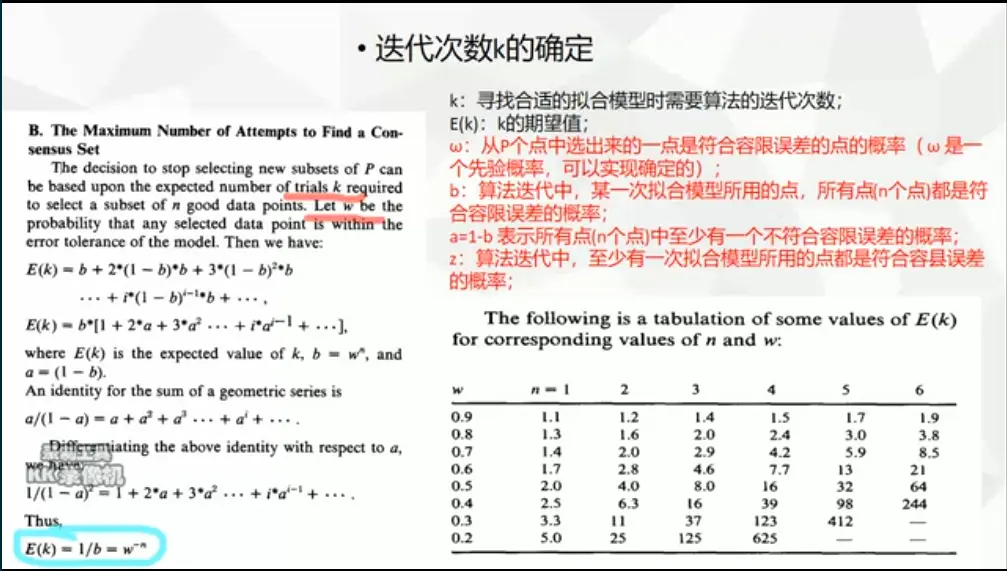 • 迭代次数k的确定
B. The Maximum Number of Attempts to Find a Con-
sensus Set
The decision to stop selecting new subsets of P can
be based upon the expected number of trials k required
to select a subset of n good data points. Let w be the
probability that any selected data point is within the
error tolerance of the model. Then we have:
E(k) = b + 2*(1 − b)*b + 3*(1 − b)²*b
··· + i*(1 − b)^{i−1}*b + ··· ,
E(k) = b*[1 + 2*a + 3*a² ··· + i*a^{i−1} + ···],
where E(k) is the expected value of k, b = wⁿ, and
a = (1 − b).
An identity for the sum of a geometric series is
a/(1 − a) = a + a² + a³ ··· + aⁱ + ··· .
Differentiating the above identity with respect to a,
we have:
1/(1 − a)² = 1 + 2*a + 3*a² ··· + i*a^{i−1} + ··· .
Thus,
E(k) = 1/b = w⁻ⁿ
KK录像机
k：寻找合适的拟合模型时需要算法的迭代次数；
E(k)：k的期望值；
ω：从P个点中选出来的一点是符合容限误差的点的概率（ω 是一
个先验概率，可以实现确定的）；
b：算法迭代中，某一次拟合模型所用的点，所有点(n个点)都是符
合容限误差的概率；
a=1-b 表示所有点(n个点)中至少有一个不符合容限误差的概率；
z：算法迭代中，至少有一次拟合模型所用的点都是符合容县误差
的概率；
The following is a tabulation of some values of E(k)
for corresponding values of n and w:
w n = 1 2 3 4 5 6
0.9 1.1 1.2 1.4 1.5 1.7 1.9
0.8 1.3 1.6 2.0 2.4 3.0 3.8
0.7 1.4 2.0 2.9 4.2 5.9 8.5
0.6 1.7 2.8 4.6 7.7 13 21
0.5 2.0 4.0 8.0 16 32 64
0.4 2.5 6.3 16 39 98 244
0.3 3.3 11 37 123 412 —
0.2 5.0 25 125 625 — —